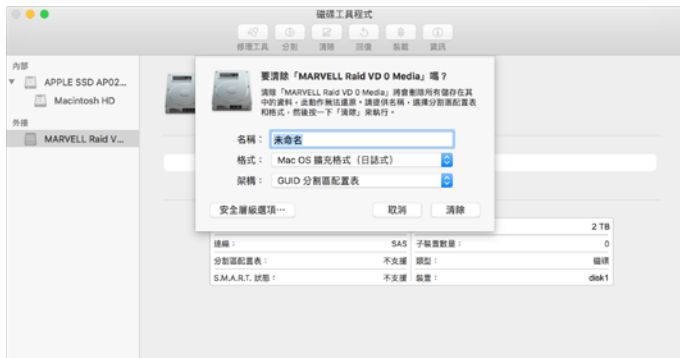 磁碟工具程式
修理工具 分割 清除 回復 裝載 資訊
內部
APPLE SSD AP02...
Macintosh HD
外接
MARVELL Raid V...
要清除「MARVELL Raid VD 0 Media」嗎？
清除「MARVELL Raid VD 0 Media」將會刪除所有儲存在其
中的資料，此動作無法還原。請提供名稱，選擇分割區配置表
和格式，然後按一下「清除」來執行。
名稱： 未命名
格式： Mac OS 擴充格式（日誌式）
架構： GUID 分割區配置表
安全層級選項⋯ 取消 清除
2 TB
連線： SAS 子裝置數量： 0
分割區配置表： 不支援 類型： 磁碟
S.M.A.R.T. 狀態： 不支援 裝置： disk1